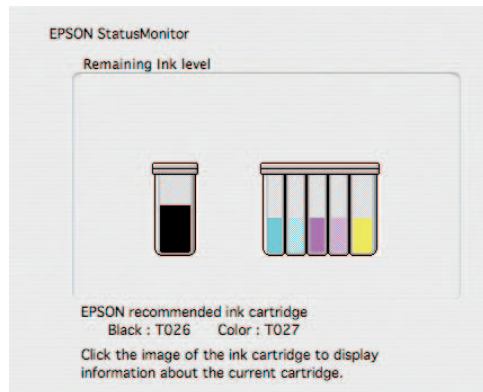 EPSON StatusMonitor
Remaining Ink level
EPSON recommended ink cartridge
Black : T026 Color : T027
Click the image of the ink cartridge to display
information about the current cartridge.